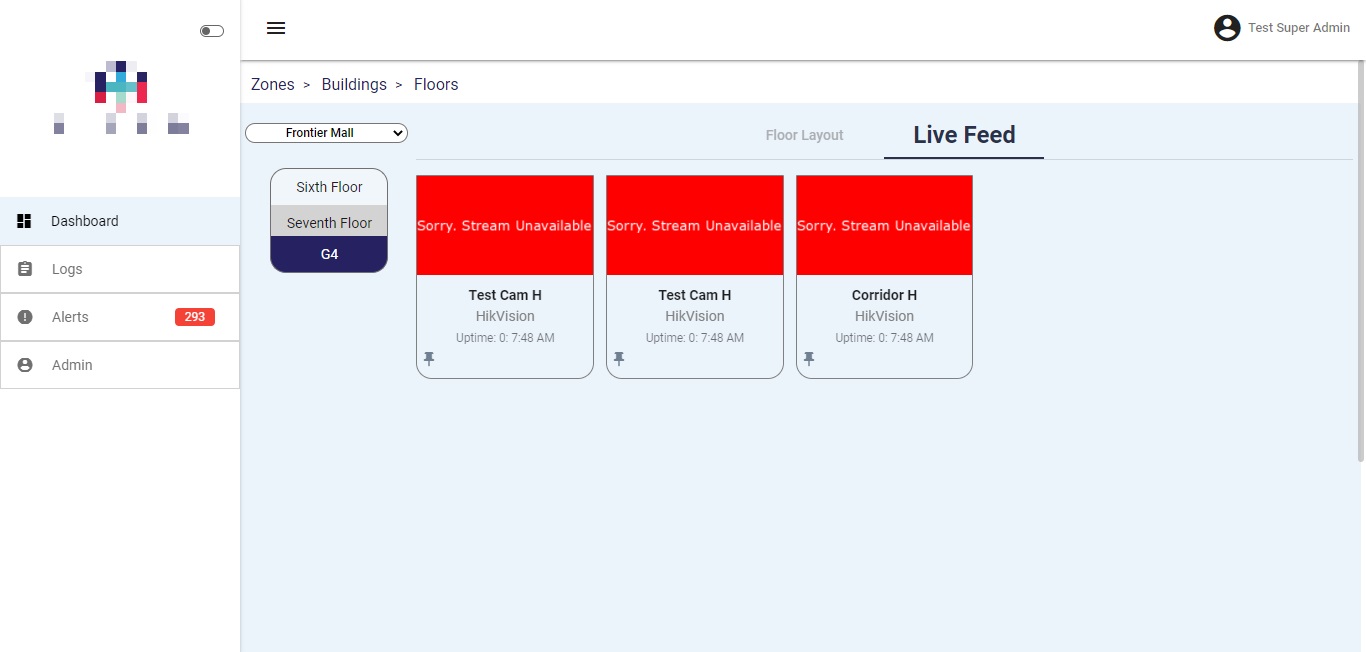 Test Super Admin
Zones > Buildings > Floors
Frontier Mall
Floor Layout
Live Feed
Sixth Floor
Seventh Floor
G4
Dashboard
Logs
Alerts 293
Admin
Sorry. Stream Unavailable
Test Cam H
HikVision
Uptime: 0: 7:48 AM
Sorry. Stream Unavailable
Test Cam H
HikVision
Uptime: 0: 7:48 AM
Sorry. Stream Unavailable
Corridor H
HikVision
Uptime: 0: 7:48 AM